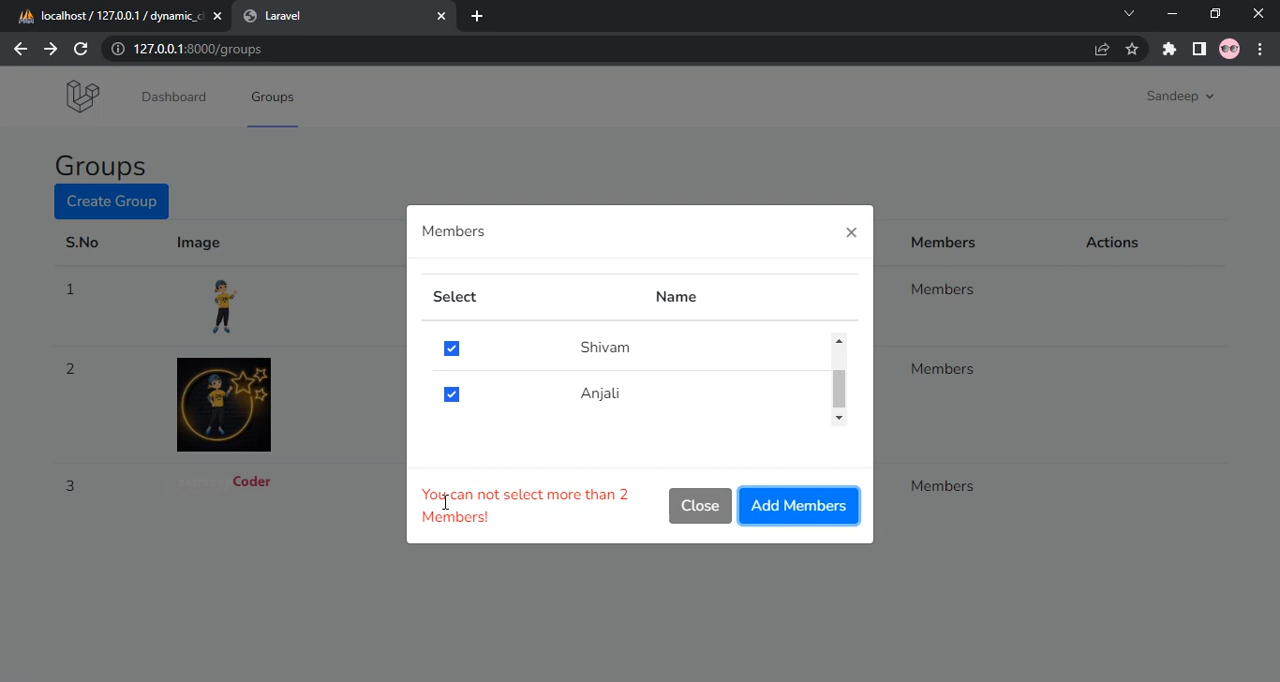 localhost / 127.0.0.1 / dynamic_c
Laravel
127.0.0.1:8000/groups
Dashboard
Groups
Sandeep
Groups
Create Group
S.No
Image
Members
Actions
1
Members
2
Members
3
Coder
Members
Members
Select
Name
Shivam
Anjali
You can not select more than 2
Members!
Close
Add Members